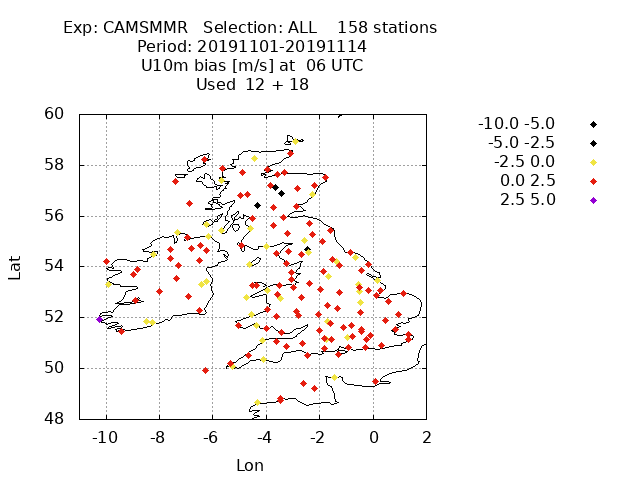 Exp: CAMSMMR   Selection: ALL    158 stations
Period: 20191101-20191114
U10m bias [m/s] at  06 UTC
Used  12 + 18
-10.0 -5.0
-5.0 -2.5
-2.5 0.0
0.0 2.5
2.5 5.0
60
58
56
54
52
50
48
Lat
-10 -8 -6 -4 -2 0 2
Lon